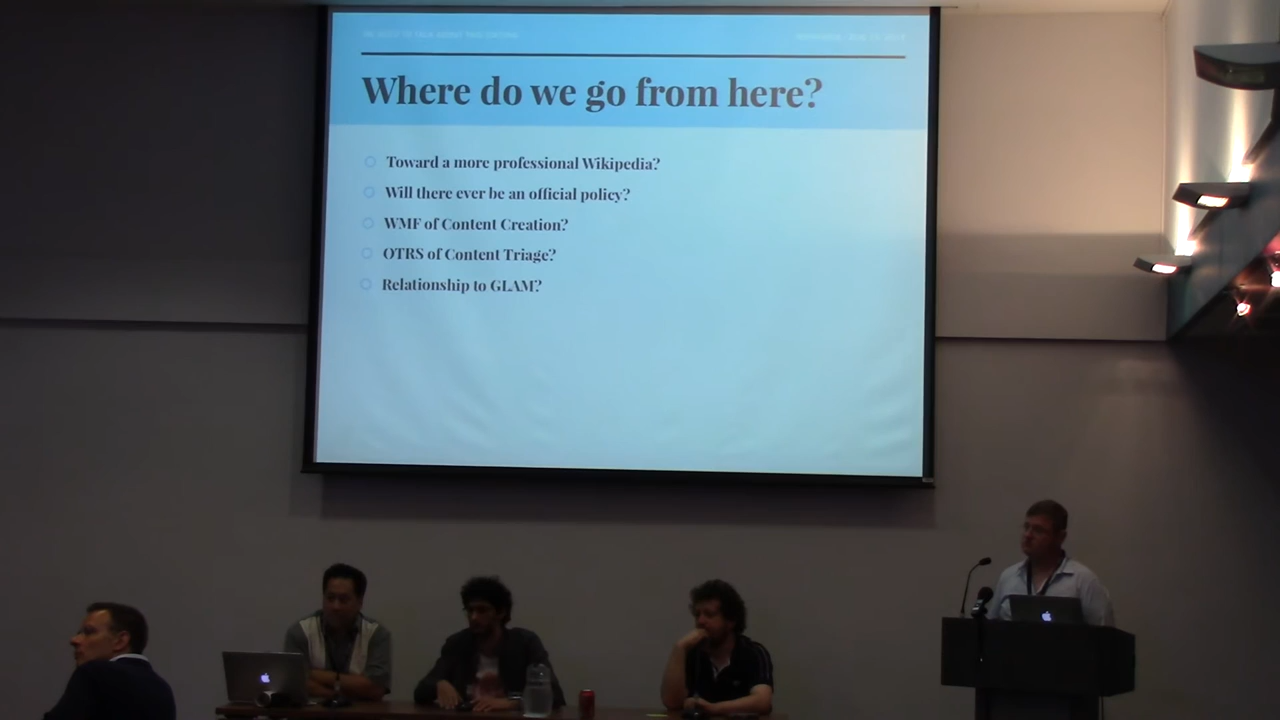 Where do we go from here?
Toward a more professional Wikipedia?
Will there ever be an official policy?
WMF of Content Creation?
OTRS of Content Triage?
Relationship to GLAM?